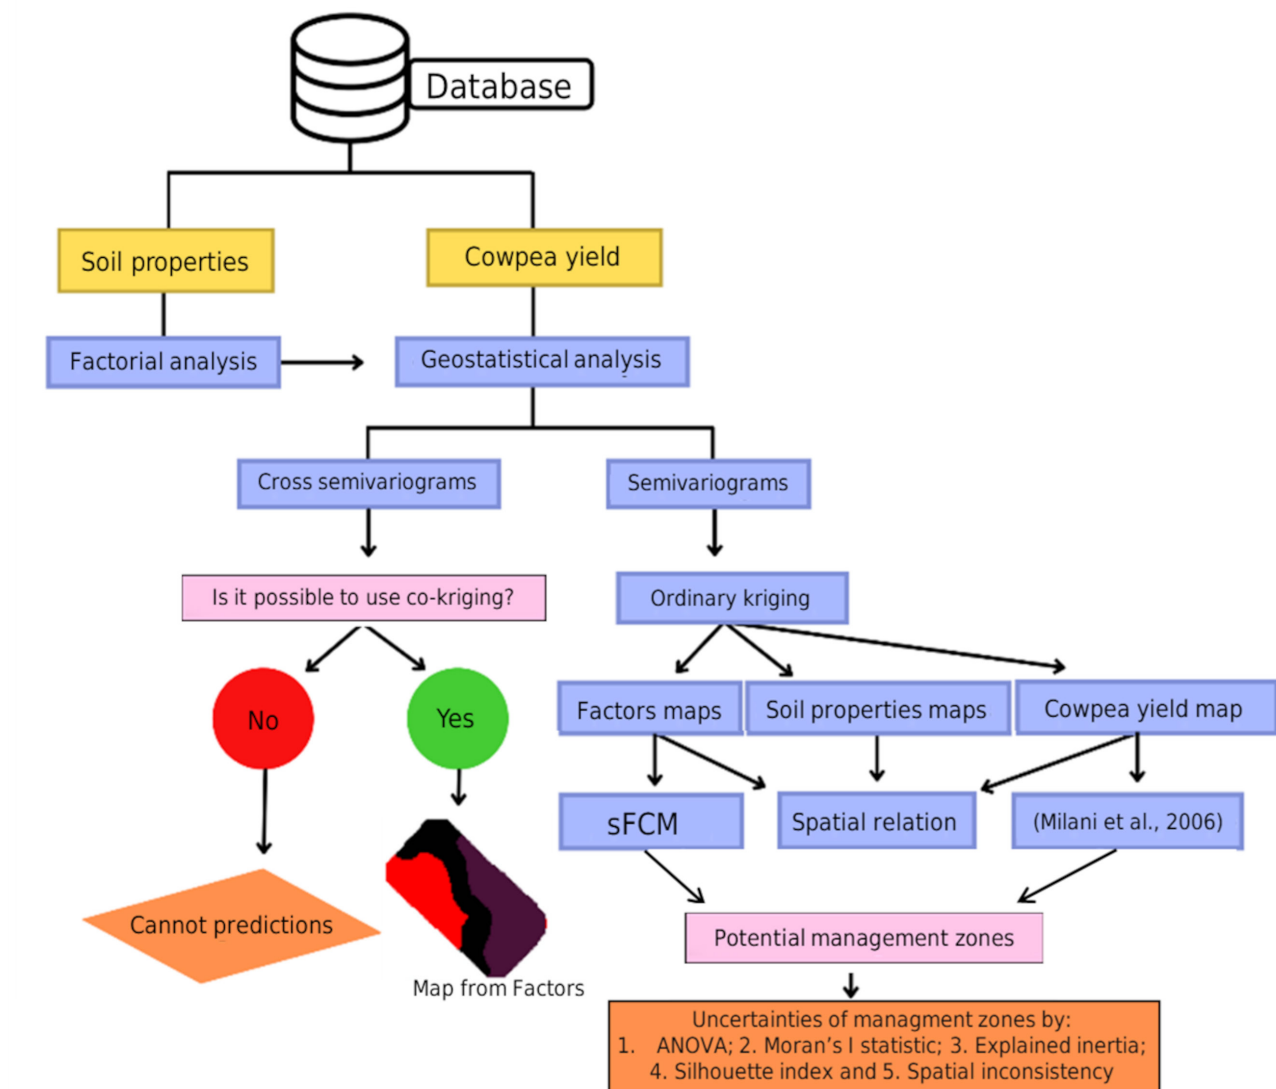 Database
Soil properties
Cowpea yield
Factorial analysis
Geostatistical analysis
Cross semivariograms
Semivariograms
Is it possible to use co-kriging?
Ordinary kriging
No
Yes
Factors maps
Soil properties maps
Cowpea yield map
sFCM
Spatial relation
(Milani et al., 2006)
Cannot predictions
Map from Factors
Potential management zones
Uncertainties of managment zones by:
1. ANOVA; 2. Moran's I statistic; 3. Explained inertia;
4. Silhouette index and 5. Spatial inconsistency